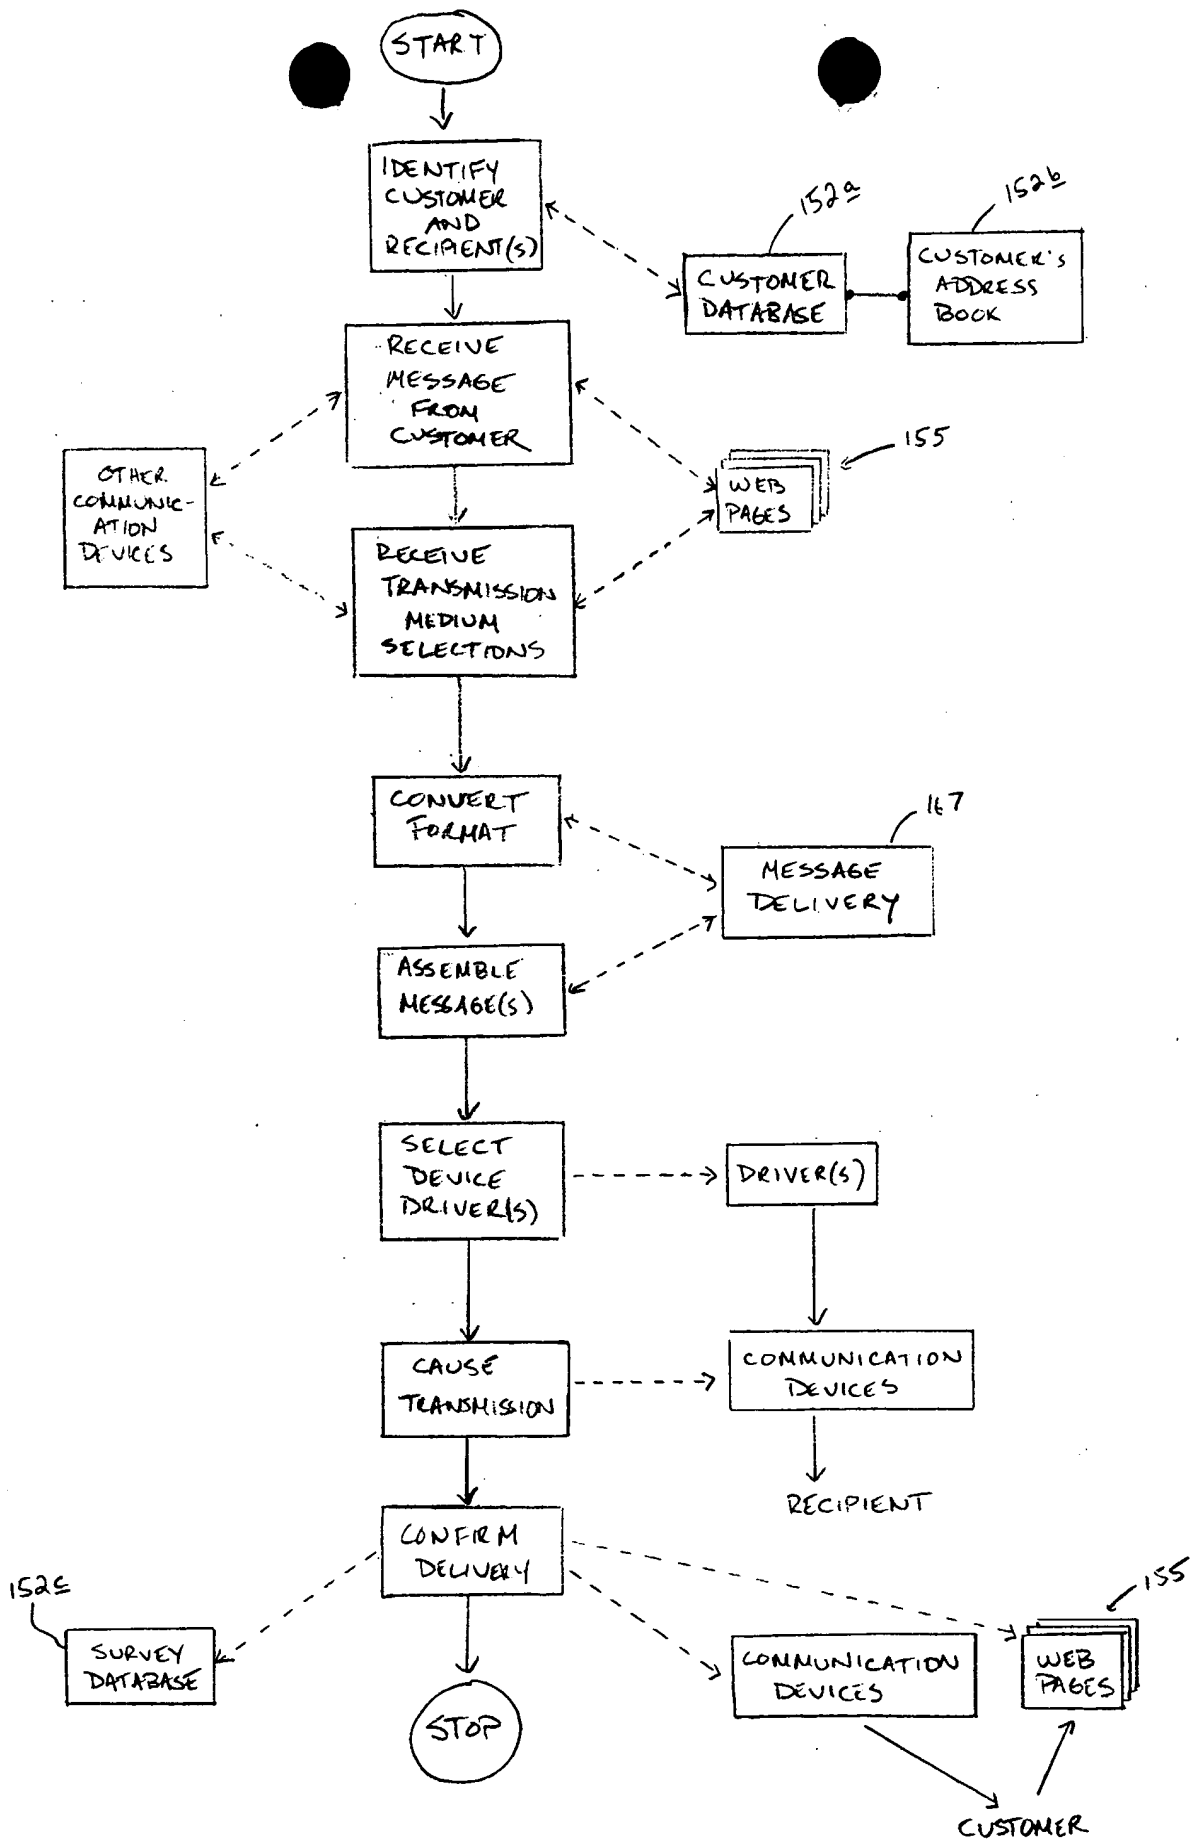 START
IDENTIFY
CUSTOMER
AND
RECIPIENT(S)
152a
152b
CUSTOMER
DATABASE
CUSTOMER'S
ADDRESS
BOOK
RECEIVE
MESSAGE
FROM
CUSTOMER
OTHER
COMMUNIC-
ATION
DEVICES
155
WEB
PAGES
RECEIVE
TRANSMISSION
MEDIUM
SELECTIONS
CONVERT
FORMAT
167
MESSAGE
DELIVERY
ASSEMBLE
MESSAGE(S)
SELECT
DEVICE
DRIVER(S)
DRIVER(S)
CAUSE
TRANSMISSION
COMMUNICATION
DEVICES
RECIPIENT
CONFIRM
DELIVERY
152c
SURVEY
DATABASE
STOP
COMMUNICATION
DEVICES
155
WEB
PAGES
CUSTOMER